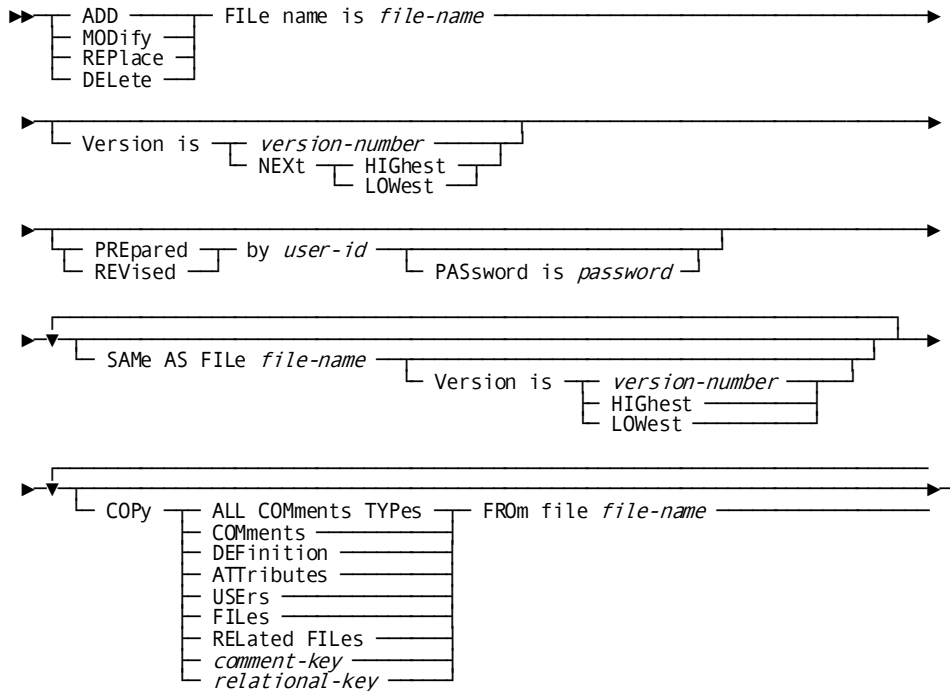 ADD FILe name is file-name
MODify
REPlace
DELete
Version is version-number
NEXt HIGhest
LOWest
PREpared by user-id
REVised PASsword is password
SAMe AS FILe file-name
Version is version-number
HIGhest
LOWest
COPy ALL COMments TYPes FROm file file-name
COMments
DEFinition
ATTributes
USErs
FILes
RELated FILes
comment-key
relational-key